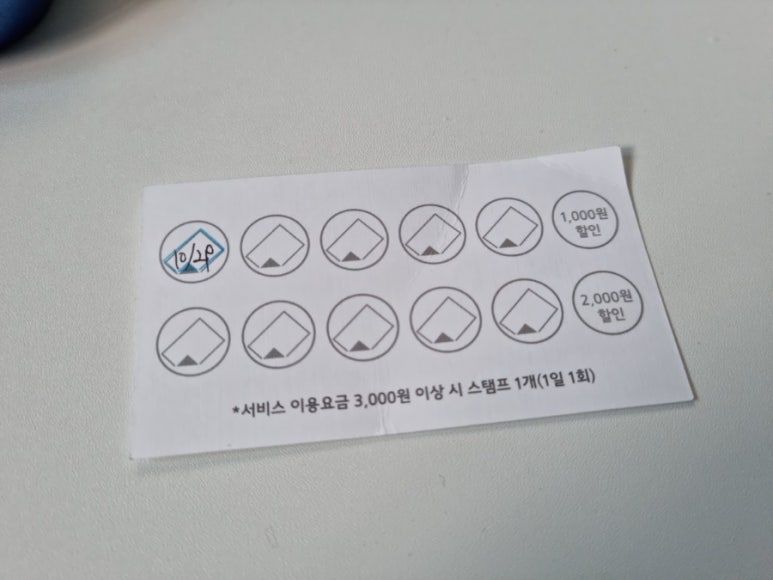 10/29
1,000원
할인
2,000원
할인
*서비스 이용요금 3,000원 이상 시 스탬프 1개(1일 1회)